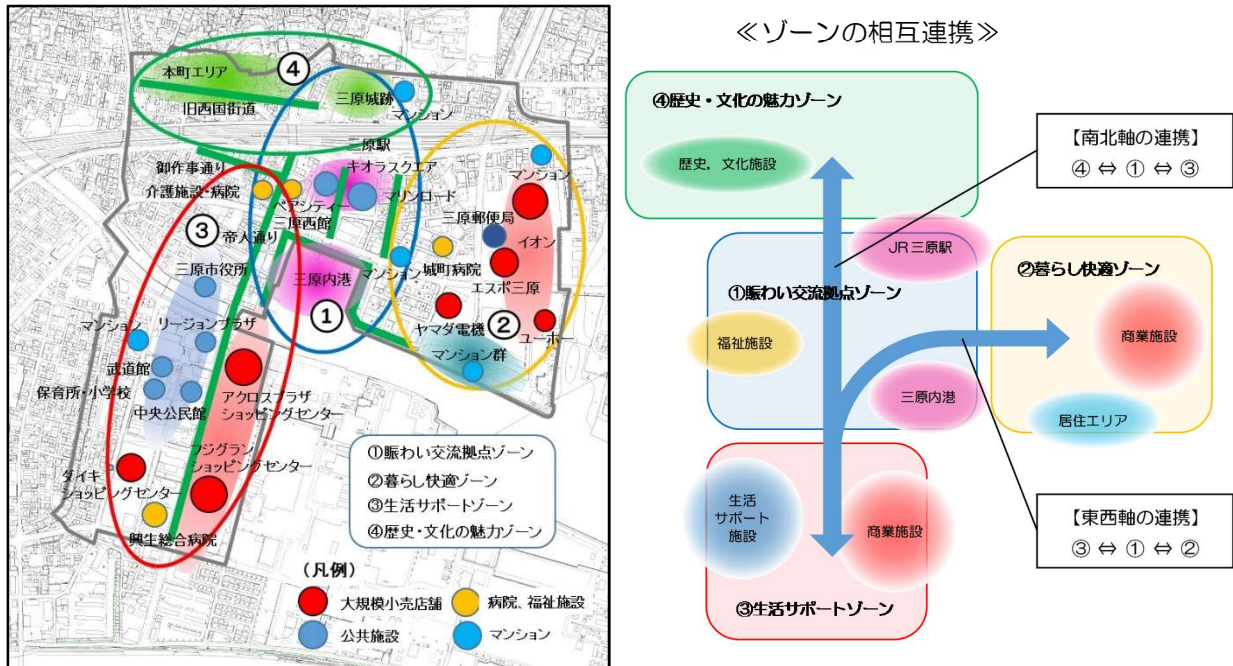 本町エリア
④
旧西国街道
三原城跡
マンション
三原駅
御作事通り
キオラスクエア
介護施設・病院
ペアシティー
三原西館
マリンロード
③
帝人通り
マンション
三原郵便局
イオン
三原市役所
三原内港
マンション
城町病院
エスポ三原
①
マンション
リージョンプラザ
ヤマダ電機
②
ユーホー
武道館
マンション群
保育所・小学校
中央公民館
アクロスプラザ
ショッピングセンター
フジグラン
ショッピングセンター
ダイキ
ショッピングセンター
興生総合病院
①賑わい交流拠点ゾーン
②暮らし快適ゾーン
③生活サポートゾーン
④歴史・文化の魅力ゾーン
(凡例)
大規模小売店舗
病院、福祉施設
公共施設
マンション
≪ゾーンの相互連携≫
④歴史・文化の魅力ゾーン
歴史，文化施設
【南北軸の連携】
④ ⇔ ① ⇔ ③
JR三原駅
①賑わい交流拠点ゾーン
②暮らし快適ゾーン
福祉施設
商業施設
三原内港
居住エリア
生活
サポート
施設
商業施設
③生活サポートゾーン
【東西軸の連携】
③ ⇔ ① ⇔ ②